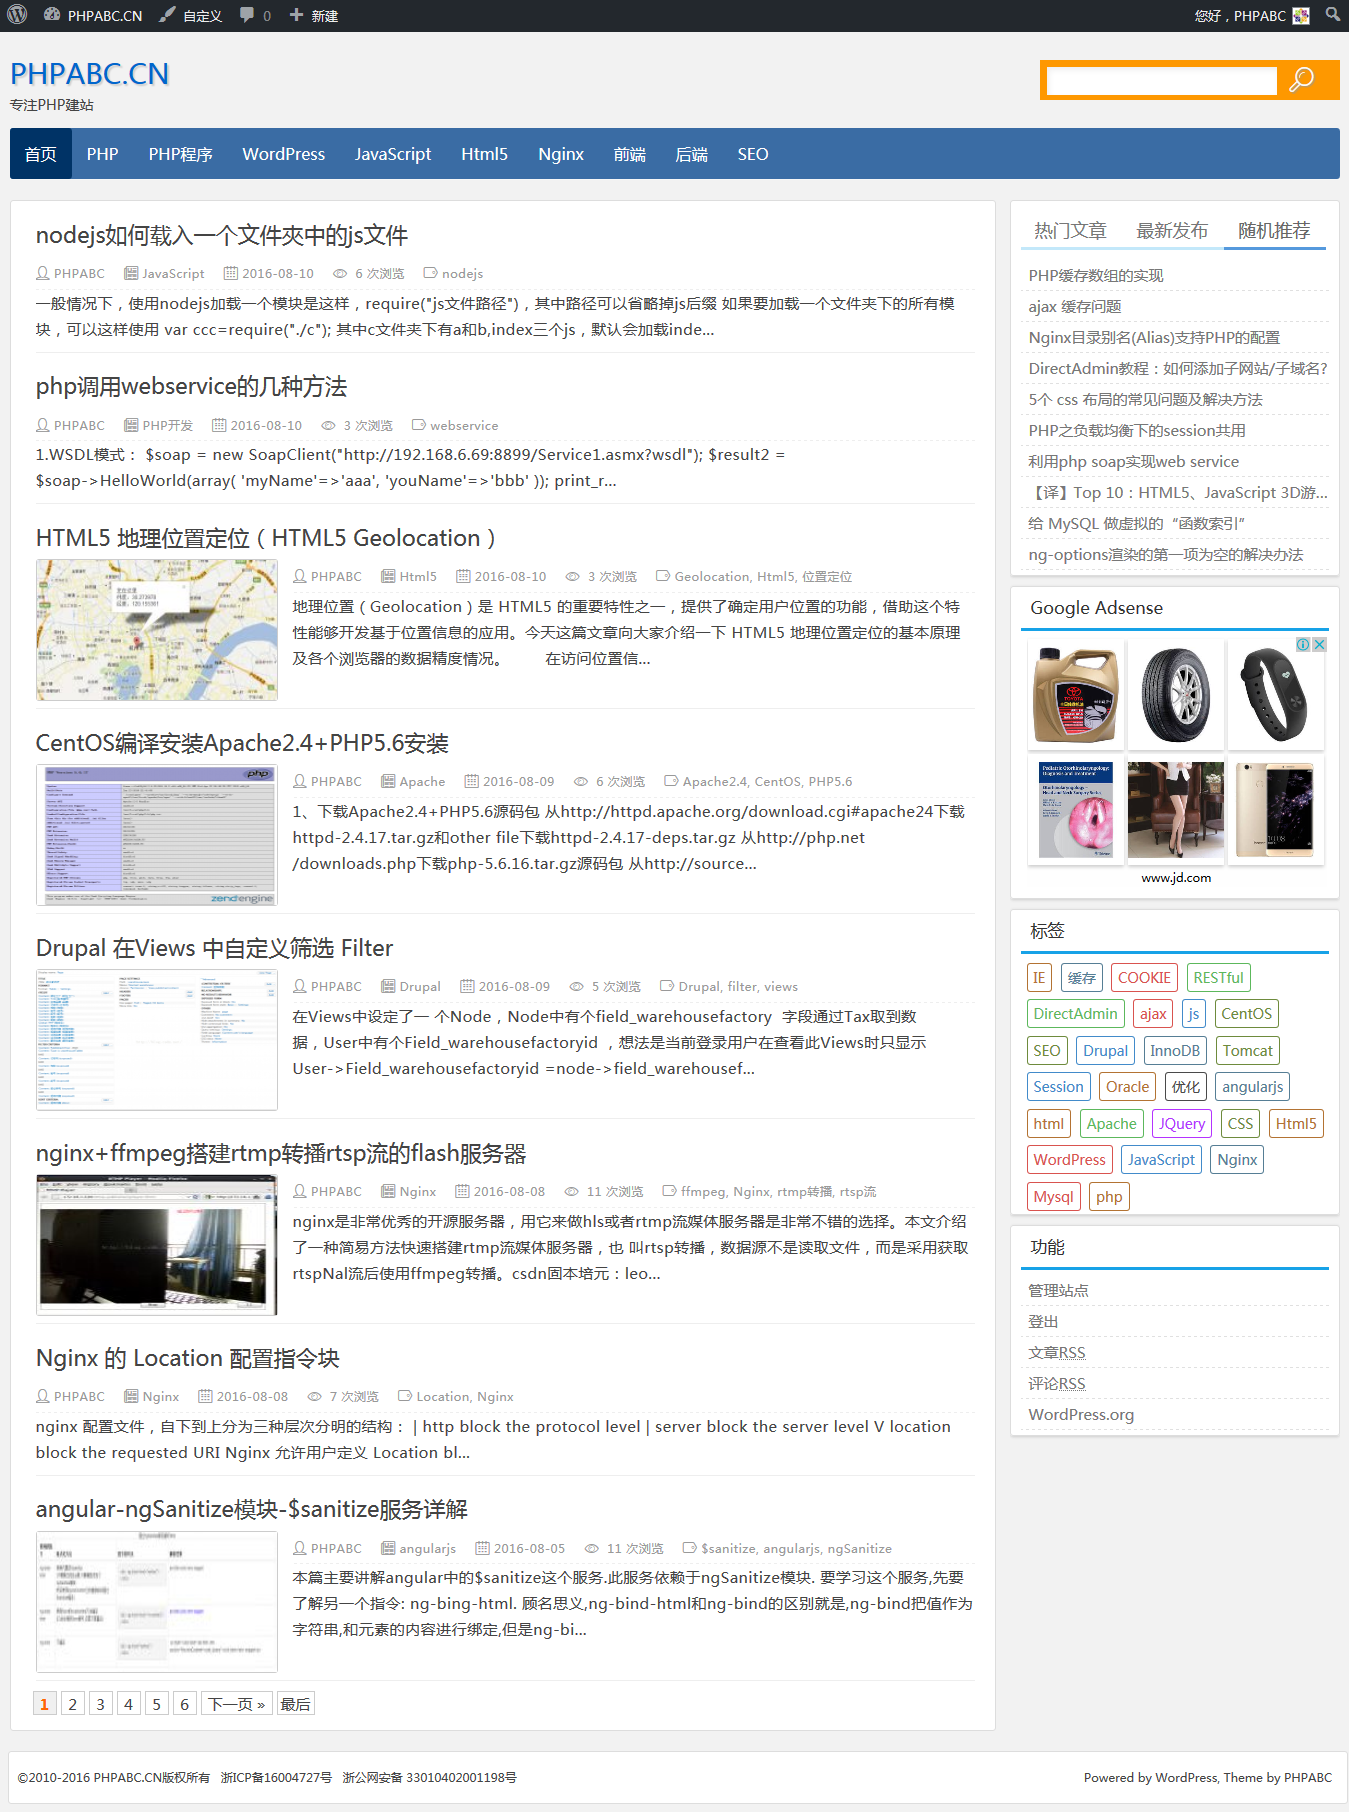 PHPABC.CN 自定义 0 新建 您好，PHPABC
PHPABC.CN
专注PHP建站
首页 PHP PHP程序 WordPress JavaScript Html5 Nginx 前端 后端 SEO
nodejs如何载入一个文件夾中的js文件
PHPABC JavaScript 2016-08-10 6 次浏览 nodejs
一般情况下，使用nodejs加载一个模块是这样，require("js文件路径")，其中路径可以省略掉js后缀 如果要加载一个文件夹下的所有模
块，可以这样使用 var ccc=require("./c"); 其中c文件夹下有a和b,index三个js，默认会加载inde...
php调用webservice的几种方法
PHPABC PHP开发 2016-08-10 3 次浏览 webservice
1.WSDL模式： $soap = new SoapClient("http://192.168.6.69:8899/Service1.asmx?wsdl"); $result2 =
$soap->HelloWorld(array( 'myName'=>'aaa', 'youName'=>'bbb' )); print_r...
HTML5 地理位置定位（HTML5 Geolocation）
PHPABC Html5 2016-08-10 3 次浏览 Geolocation, Html5, 位置定位
地理位置（Geolocation）是 HTML5 的重要特性之一，提供了确定用户位置的功能，借助这个特
性能够开发基于位置信息的应用。今天这篇文章向大家介绍一下 HTML5 地理位置定位的基本原理
及各个浏览器的数据精度情况。 在访问位置信...
CentOS编译安装Apache2.4+PHP5.6安装
php
zend engine
PHPABC Apache 2016-08-09 6 次浏览 Apache2.4, CentOS, PHP5.6
1、下载Apache2.4+PHP5.6源码包 从http://httpd.apache.org/download.cgi#apache24下载
httpd-2.4.17.tar.gz和other file下载httpd-2.4.17-deps.tar.gz 从http://php.net
/downloads.php下载php-5.6.16.tar.gz源码包 从http://source...
Drupal 在Views 中自定义筛选 Filter
PHPABC Drupal 2016-08-09 5 次浏览 Drupal, filter, views
在Views中设定了一 个Node，Node中有个field_warehousefactory 字段通过Tax取到数
据，User中有个Field_warehousefactoryid ，想法是当前登录用户在查看此Views时只显示
User->Field_warehousefactoryid =node->field_warehousef...
nginx+ffmpeg搭建rtmp转播rtsp流的flash服务器
PHPABC Nginx 2016-08-08 11 次浏览 ffmpeg, Nginx, rtmp转播, rtsp流
nginx是非常优秀的开源服务器，用它来做hls或者rtmp流媒体服务器是非常不错的选择。本文介绍
了一种简易方法快速搭建rtmp流媒体服务器，也 叫rtsp转播，数据源不是读取文件，而是采用获取
rtspNal流后使用ffmpeg转播。csdn固本培元：leo...
Nginx 的 Location 配置指令块
PHPABC Nginx 2016-08-08 7 次浏览 Location, Nginx
nginx 配置文件，自下到上分为三种层次分明的结构： | http block the protocol level | server block the server level V location
block the requested URI Nginx 允许用户定义 Location bl...
angular-ngSanitize模块-$sanitize服务详解
PHPABC angularjs 2016-08-05 11 次浏览 $sanitize, angularjs, ngSanitize
本篇主要讲解angular中的$sanitize这个服务.此服务依赖于ngSanitize模块. 要学习这个服务,先要
了解另一个指令: ng-bing-html. 顾名思义,ng-bind-html和ng-bind的区别就是,ng-bind把值作为
字符串,和元素的内容进行绑定,但是ng-bi...
1 2 3 4 5 6 下一页 » 最后
热门文章 最新发布 随机推荐
PHP缓存数组的实现
ajax 缓存问题
Nginx目录别名(Alias)支持PHP的配置
DirectAdmin教程：如何添加子网站/子域名?
5个 css 布局的常见问题及解决方法
PHP之负载均衡下的session共用
利用php soap实现web service
【译】Top 10：HTML5、JavaScript 3D游...
给 MySQL 做虚拟的“函数索引”
ng-options渲染的第一项为空的解决办法
Google Adsense
TOYOTA
www.jd.com
标签
IE 缓存 COOKIE RESTful
DirectAdmin ajax js CentOS
SEO Drupal InnoDB Tomcat
Session Oracle 优化 angularjs
html Apache JQuery CSS Html5
WordPress JavaScript Nginx
Mysql php
功能
管理站点
登出
文章RSS
评论RSS
WordPress.org
©2010-2016 PHPABC.CN版权所有 浙ICP备16004727号 浙公网安备 33010402001198号 Powered by WordPress, Theme by PHPABC